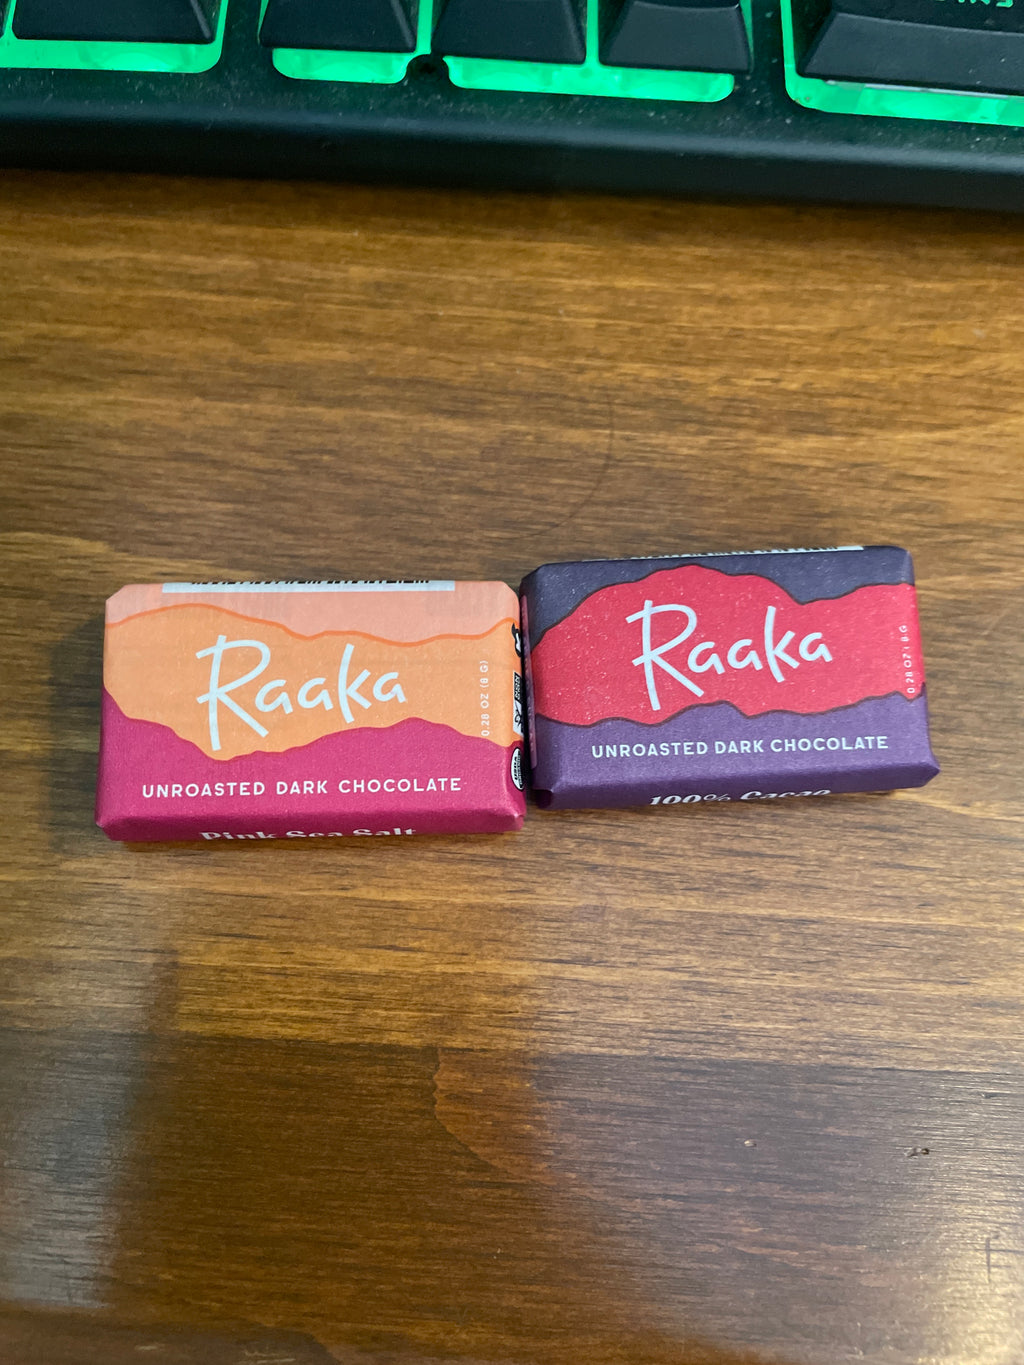 Raaka
0.28 OZ (8 G)
UNROASTED DARK CHOCOLATE
Pink Sea Salt
Raaka
0.28 OZ (8 G)
UNROASTED DARK CHOCOLATE
100% Cacao